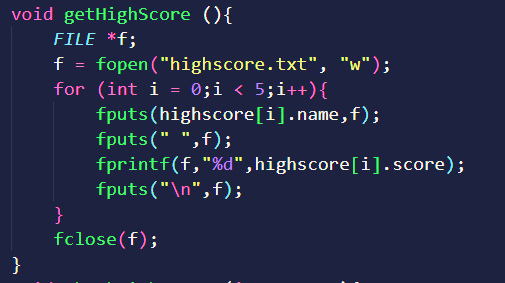 void getHighScore (){
    FILE *f;
    f = fopen("highscore.txt", "w");
    for (int i = 0;i < 5;i++){
        fputs(highscore[i].name,f);
        fputs(" ",f);
        fprintf(f,"%d",highscore[i].score);
        fputs("\n",f);
    }
    fclose(f);
}